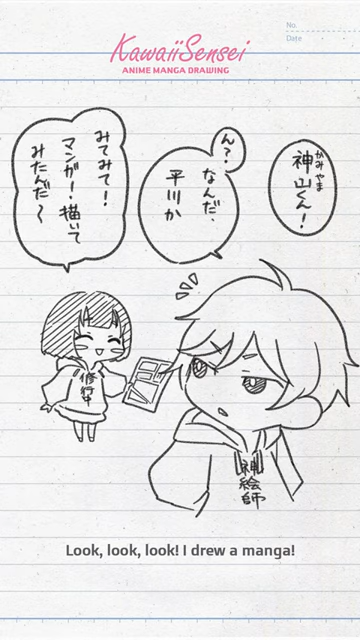 No.
Date
KawaiiSensei
ANIME MANGA DRAWING
神山くん！
かみやま
ん？
なんだ、
平川か
みてみて！
マンガ！描いて
みたんだ〜
修行中
神絵師
Look, look, look! I drew a manga!